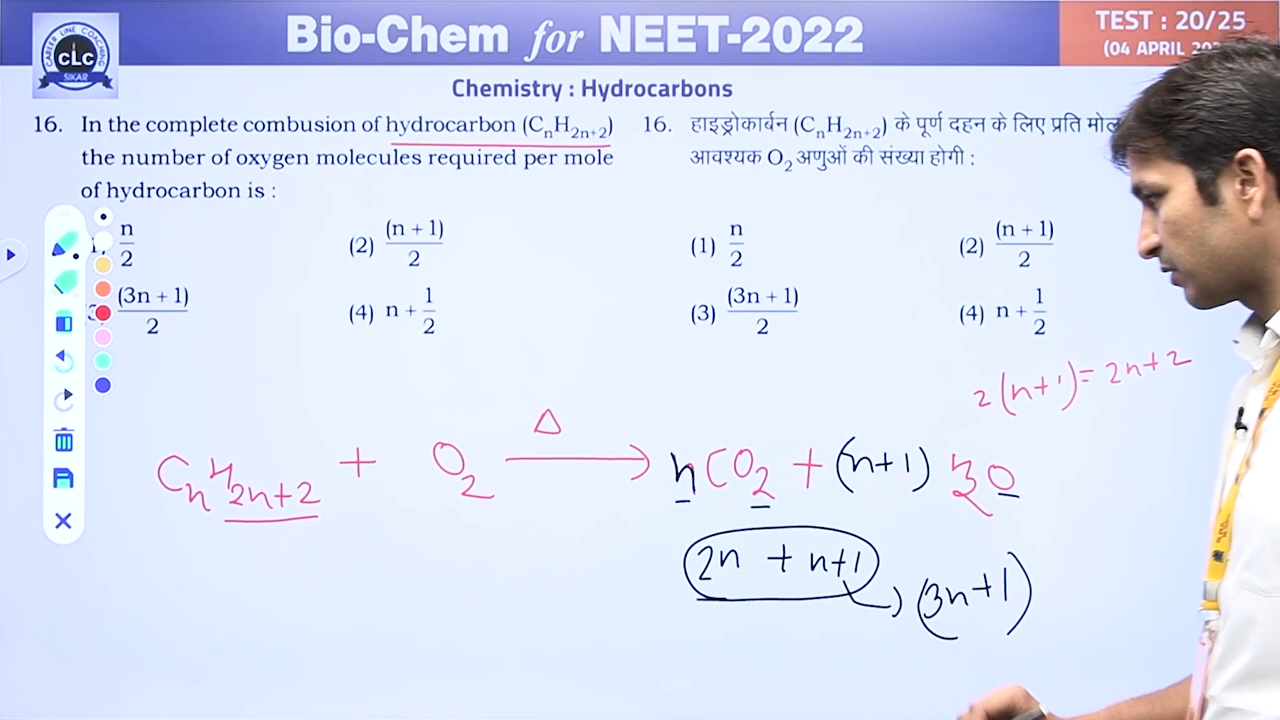 CAREER LINE COACHING
CLC
SIKAR
Bio-Chem for NEET-2022
TEST : 20/25
(04 APRIL
Chemistry : Hydrocarbons
16. In the complete combusion of hydrocarbon (CₙH₂ₙ₊₂)
the number of oxygen molecules required per mole
of hydrocarbon is :
n/2
(2) (n + 1)/2
(3n + 1)/2
(4) n + 1/2
16. हाइड्रोकार्बन (CₙH₂ₙ₊₂) के पूर्ण दहन के लिए प्रति मोल
आवश्यक O₂ अणुओं की संख्या होगी :
(1) n/2
(2) (n + 1)/2
(3) (3n + 1)/2
(4) n + 1/2
2(n+1) = 2n+2
Δ
CₙH₂ₙ₊₂ + O₂ → nCO₂ + (n+1) H₂O
2n + n+1
(3n+1)